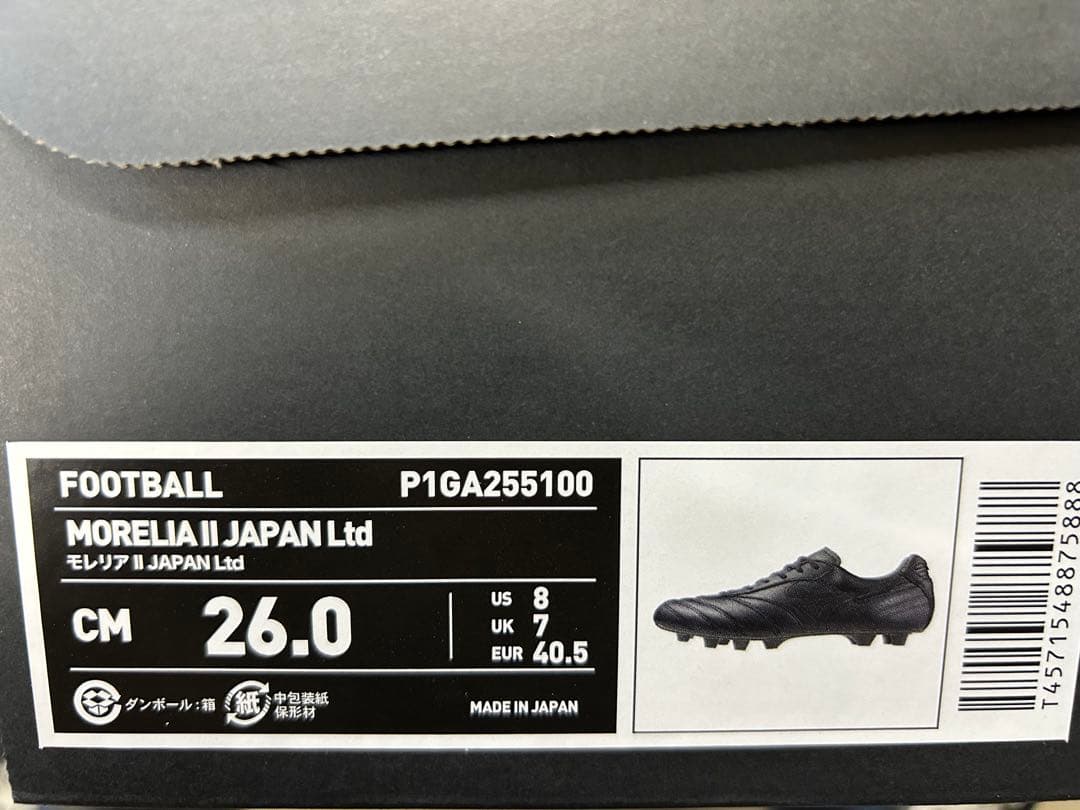 FOOTBALL P1GA255100
MORELIA II JAPAN Ltd
モレリア II JAPAN Ltd
CM 26.0
US 8
UK 7
EUR 40.5
ダンボール:箱
紙
中包装紙
保形材
MADE IN JAPAN
T4571548875888